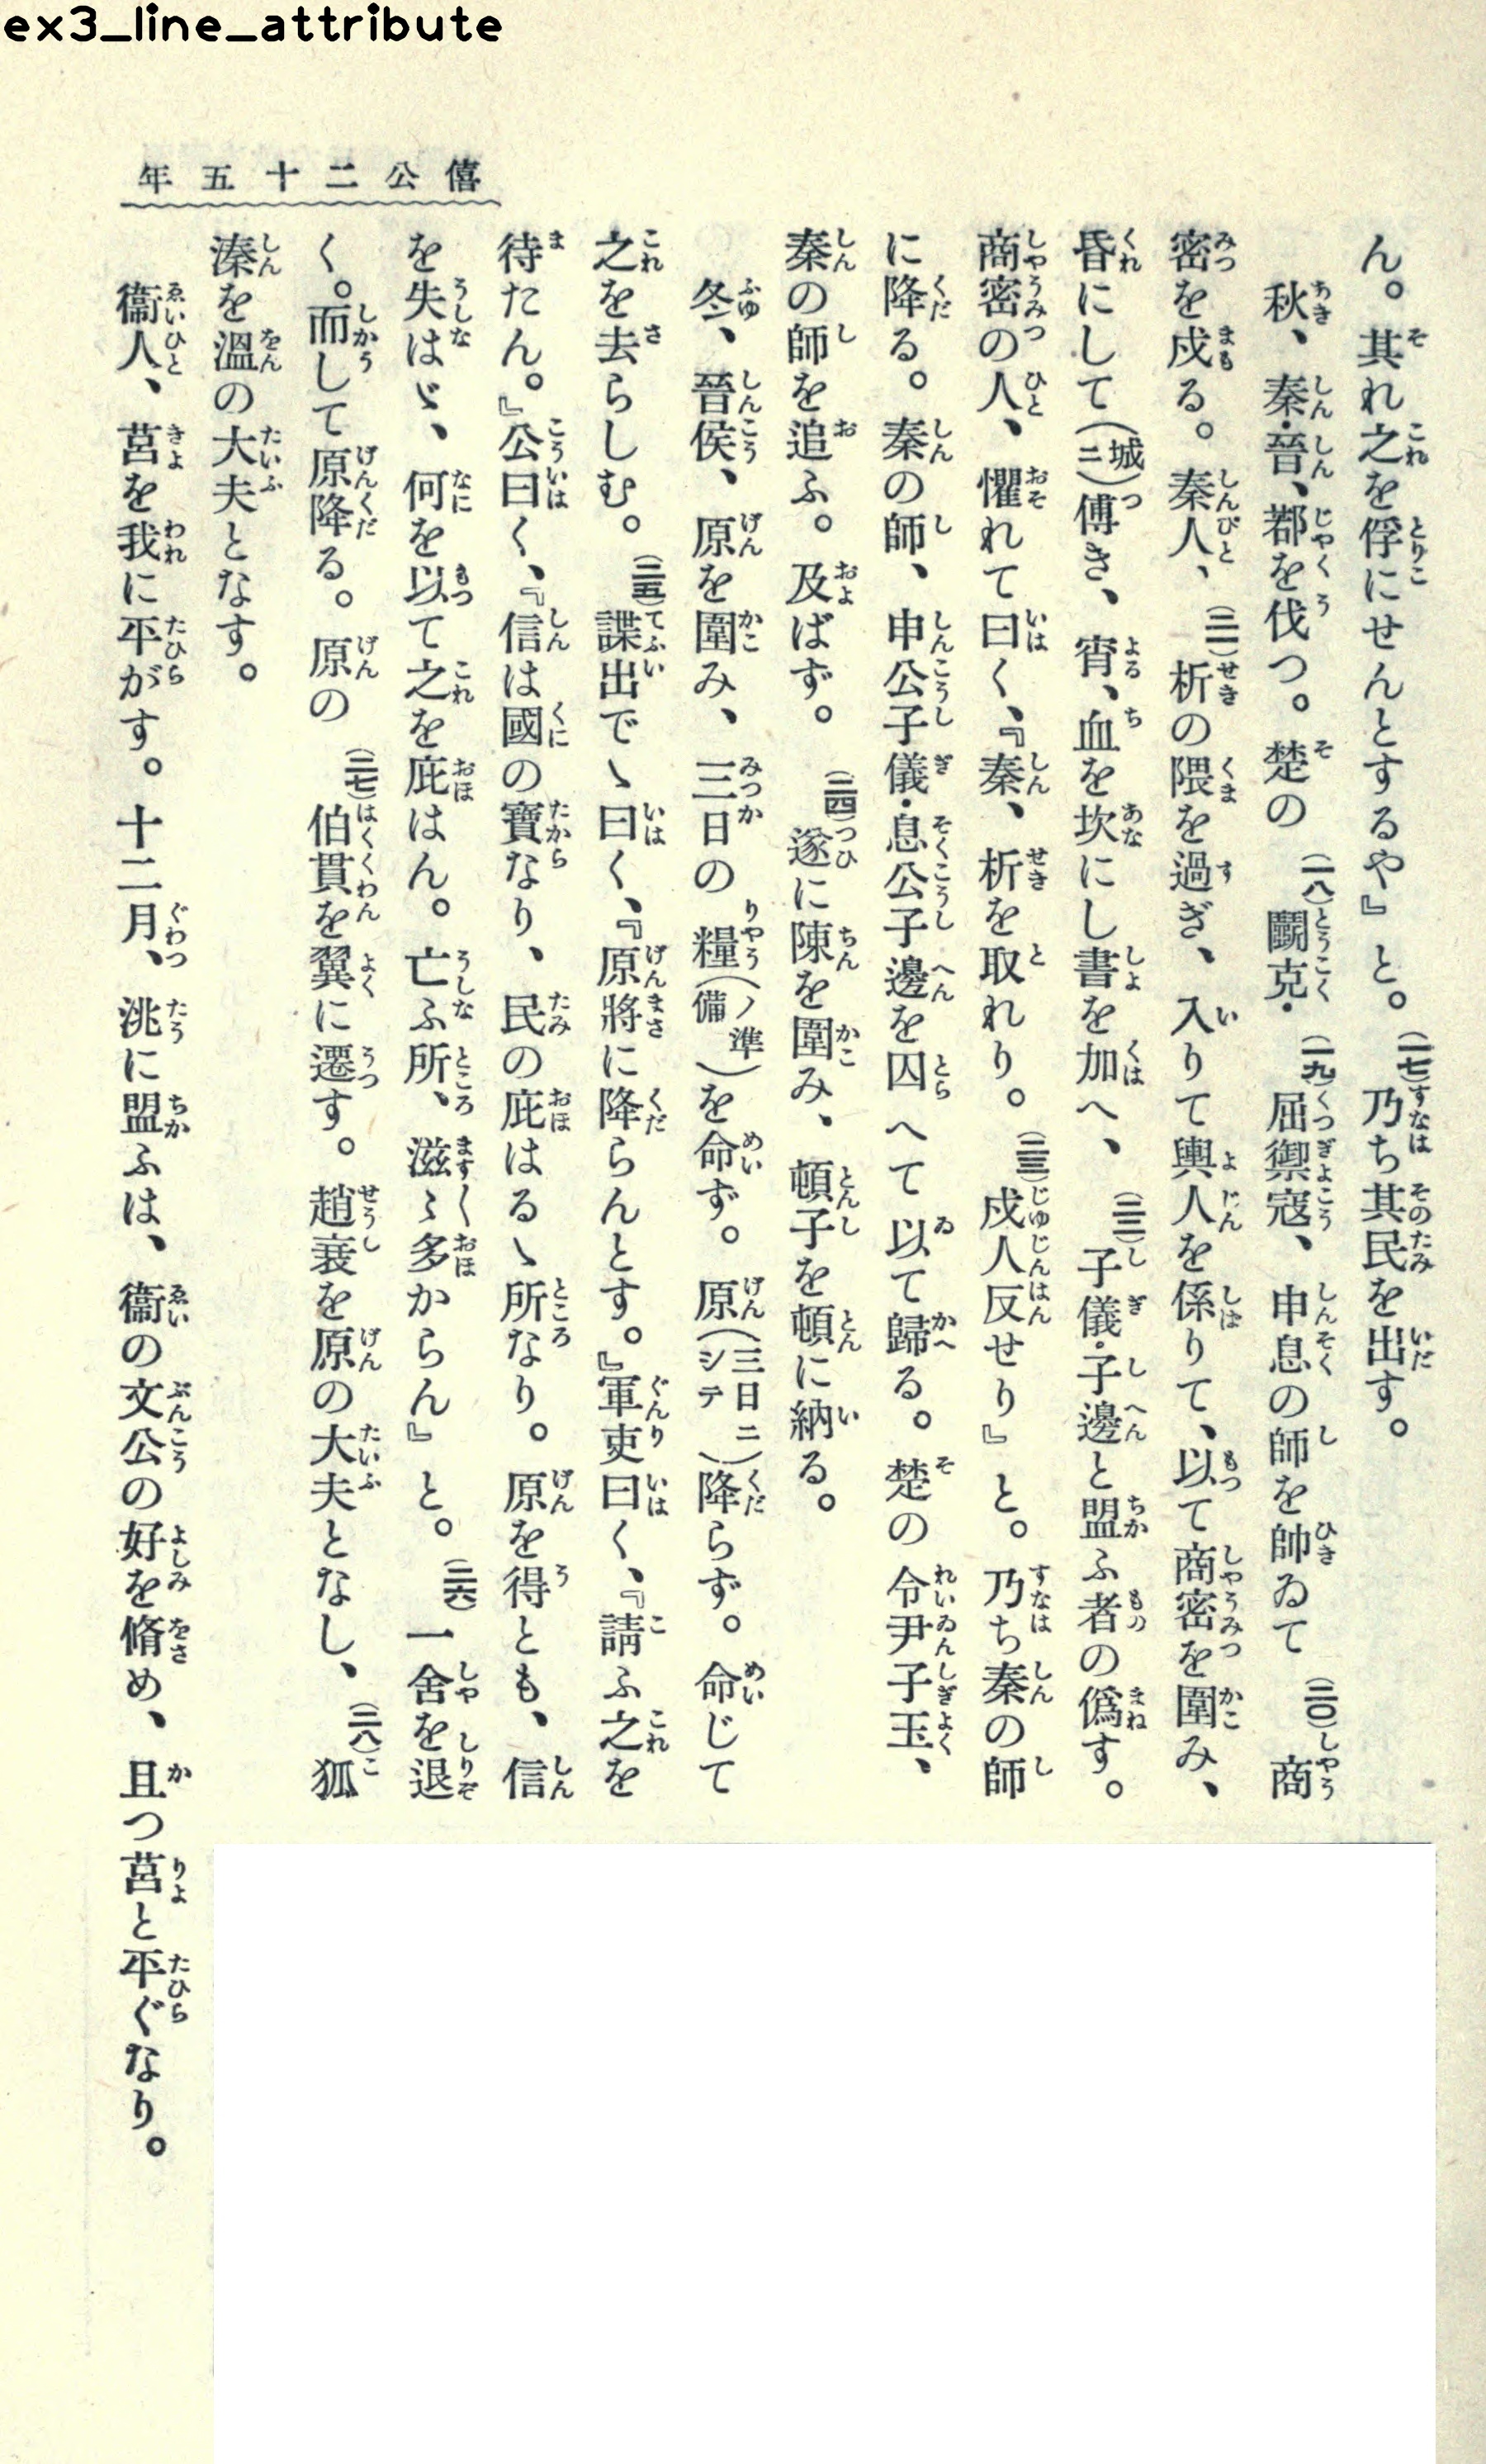 ex3_line_attribute
僖公二十五年
ん。其れ之を俘にせんとするや』と。(一七)乃ち其民を出す。
秋、秦・晉、鄀を伐つ。楚の(一八)鬭克・(一九)屈禦寇、申息の師を帥ゐて(二〇)商
密を戍る。秦人、(二一)析の隈を過ぎ、入りて輿人を係りて、以て商密を圍み、
昏にして(城ニ)傅き、宵、血を坎にし書を加へ、(二二)子儀・子邊と盟ふ者の僞す。
商密の人、懼れて曰く、『秦、析を取れり。(二三)戍人反せり』と。乃ち秦の師
に降る。秦の師、申公子儀・息公子邊を囚へて以て歸る。楚の令尹子玉、
秦の師を追ふ。及ばず。(二四)遂に陳を圍み、頓子を頓に納る。
冬、晉侯、原を圍み、三日の糧(ノ準備)を命ず。原(三日ニシテ)降らず。命じて
之を去らしむ。(二五)諜出でゝ曰く、『原將に降らんとす。』軍吏曰く、『請ふ之を
待たん。』公曰く、『信は國の寶なり、民の庇はるゝ所なり。原を得とも、信
を失はゞ、何を以て之を庇はん。亡ふ所、滋〻多からん』と。(二六)一舍を退
く。而して原降る。原の(二七)伯貫を翼に遷す。趙衰を原の大夫となし、(二八)狐
溱を溫の大夫となす。
衞人、莒を我に平がす。十二月、洮に盟ふは、衞の文公の好を脩め、且つ莒と平ぐなり。